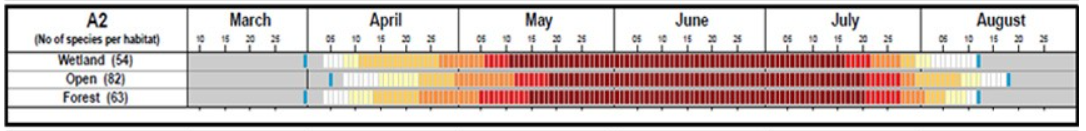 A2 March April May June July August
(No of species per habitat) 10 15 20 25 05 10 15 20 25 05 10 15 20 25 05 10 15 20 25 05 10 15 20 25 05 10 15 20 25
Wetland (54)
Open (82)
Forest (63)